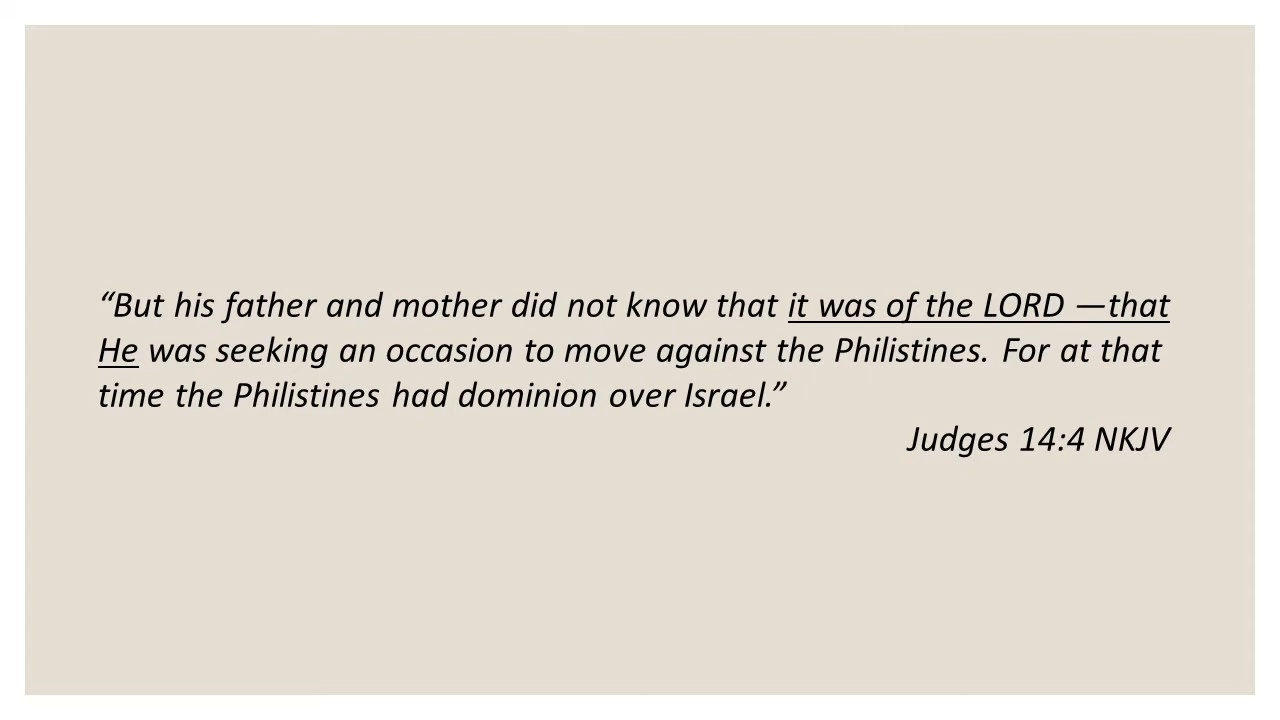 “But his father and mother did not know that it was of the LORD —that
He was seeking an occasion to move against the Philistines. For at that
time the Philistines had dominion over Israel.”
Judges 14:4 NKJV